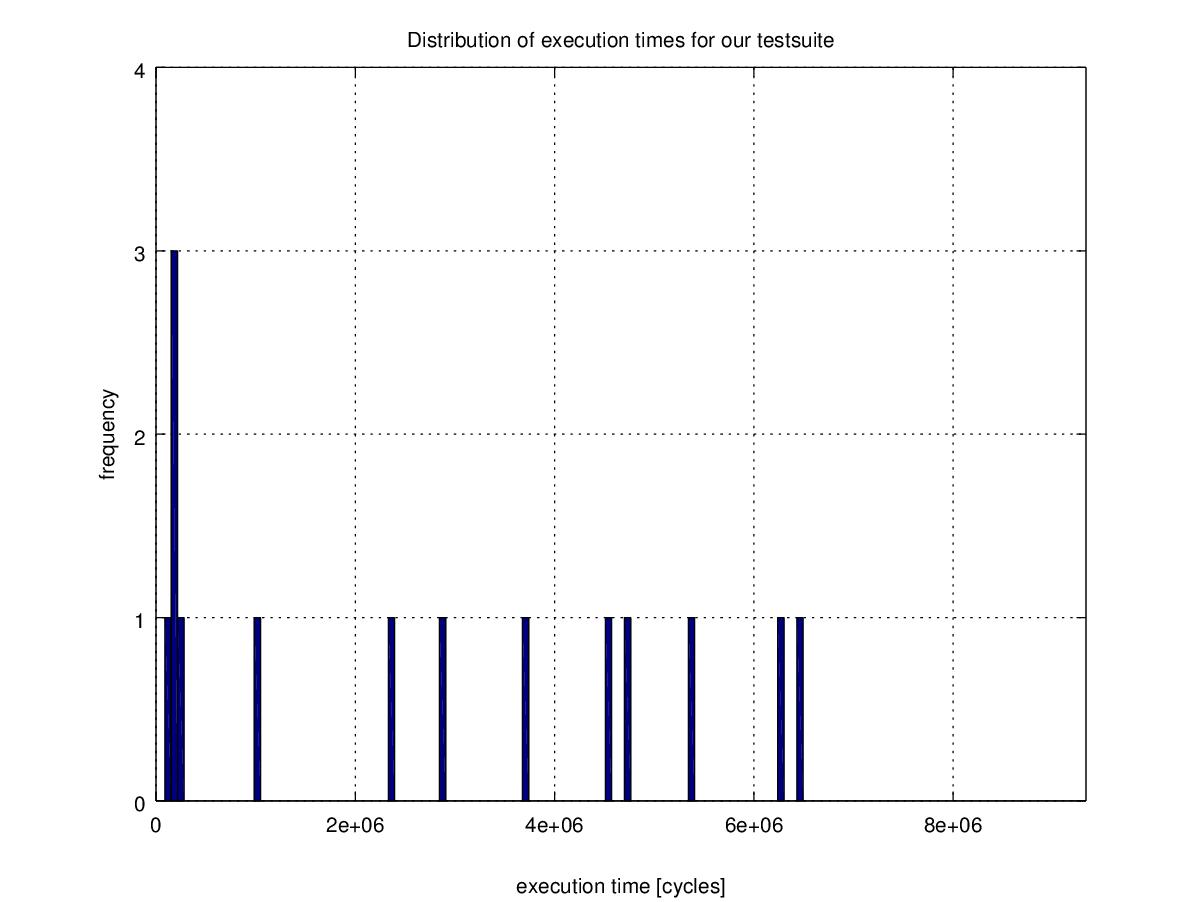 Distribution of execution times for our testsuite
4
3
2
1
0
frequency
0 2e+06 4e+06 6e+06 8e+06
execution time [cycles]